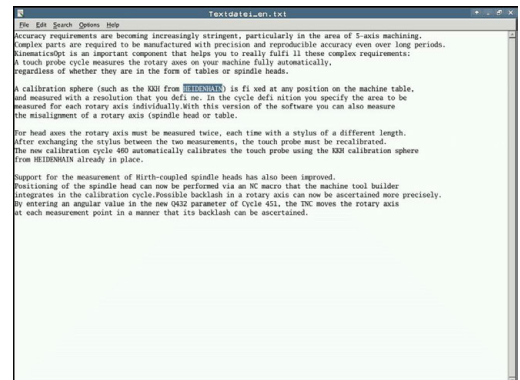 Textdatei_en.txt
File Edit Search Options Help
Accuracy requirements are becoming increasingly stringent, particularly in the area of 5-axis machining.
Complex parts are required to be manufactured with precision and reproducible accuracy even over long periods.
KinematicsOpt is an important component that helps you to really fulfi ll these complex requirements:
A touch probe cycle measures the rotary axes on your machine fully automatically,
regardless of whether they are in the form of tables or spindle heads.
A calibration sphere (such as the KKH from HEIDENHAIN) is fi xed at any position on the machine table,
and measured with a resolution that you defi ne. In the cycle defi nition you specify the area to be
measured for each rotary axis individually.With this version of the software you can also measure
the misalignment of a rotary axis (spindle head or table.
For head axes the rotary axis must be measured twice, each time with a stylus of a different length.
After exchanging the stylus between the two measurements, the touch probe must be recalibrated.
The new calibration cycle 460 automatically calibrates the touch probe using the KKH calibration sphere
from HEIDENHAIN already in place.
Support for the measurement of Hirth-coupled spindle heads has also been improved.
Positioning of the spindle head can now be performed via an NC macro that the machine tool builder
integrates in the calibration cycle.Possible backlash in a rotary axis can now be ascertained more precisely.
By entering an angular value in the new Q432 parameter of Cycle 451, the TNC moves the rotary axis
at each measurement point in a manner that its backlash can be ascertained.